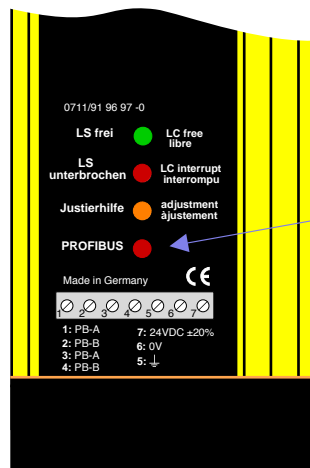 0711/91 96 97 -0
LS frei LC free
libre
LS LC interrupt
unterbrochen interrompu
Justierhilfe adjustement
àjustement
PROFIBUS
Made in Germany CE
1 2 3 4 5 6 7
1: PB-A 7: 24VDC ±20%
2: PB-B 6: 0V
3: PB-A 5: ⏚
4: PB-B